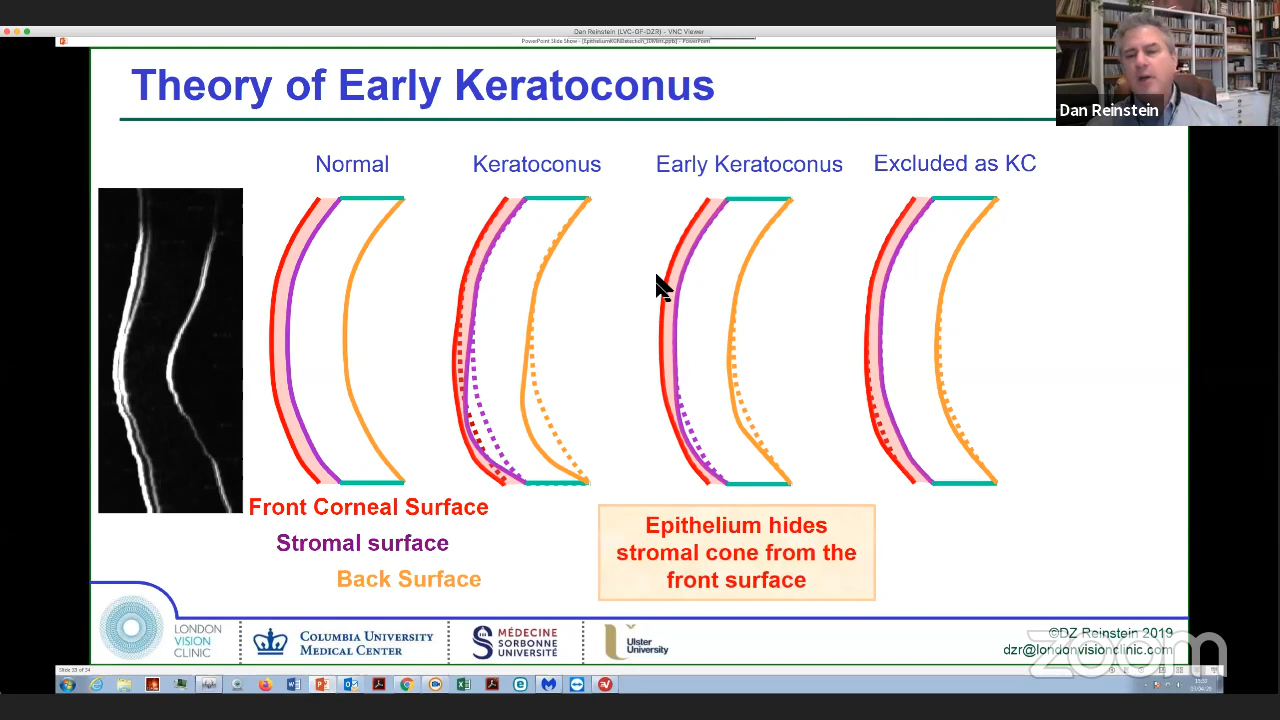 Dan Reinstein (LVC-GF-DZR) - VNC Viewer
Theory of Early Keratoconus
Dan Reinstein
Normal
Keratoconus
Early Keratoconus
Excluded as KC
Front Corneal Surface
Stromal surface
Back Surface
Epithelium hides
stromal cone from the
front surface
LONDON
VISION
CLINIC
COLUMBIA UNIVERSITY
MEDICAL CENTER
MÉDECINE
SORBONNE
UNIVERSITÉ
Ulster
University
©DZ Reinstein 2019
dzr@londonvisionclinic.com
zoom